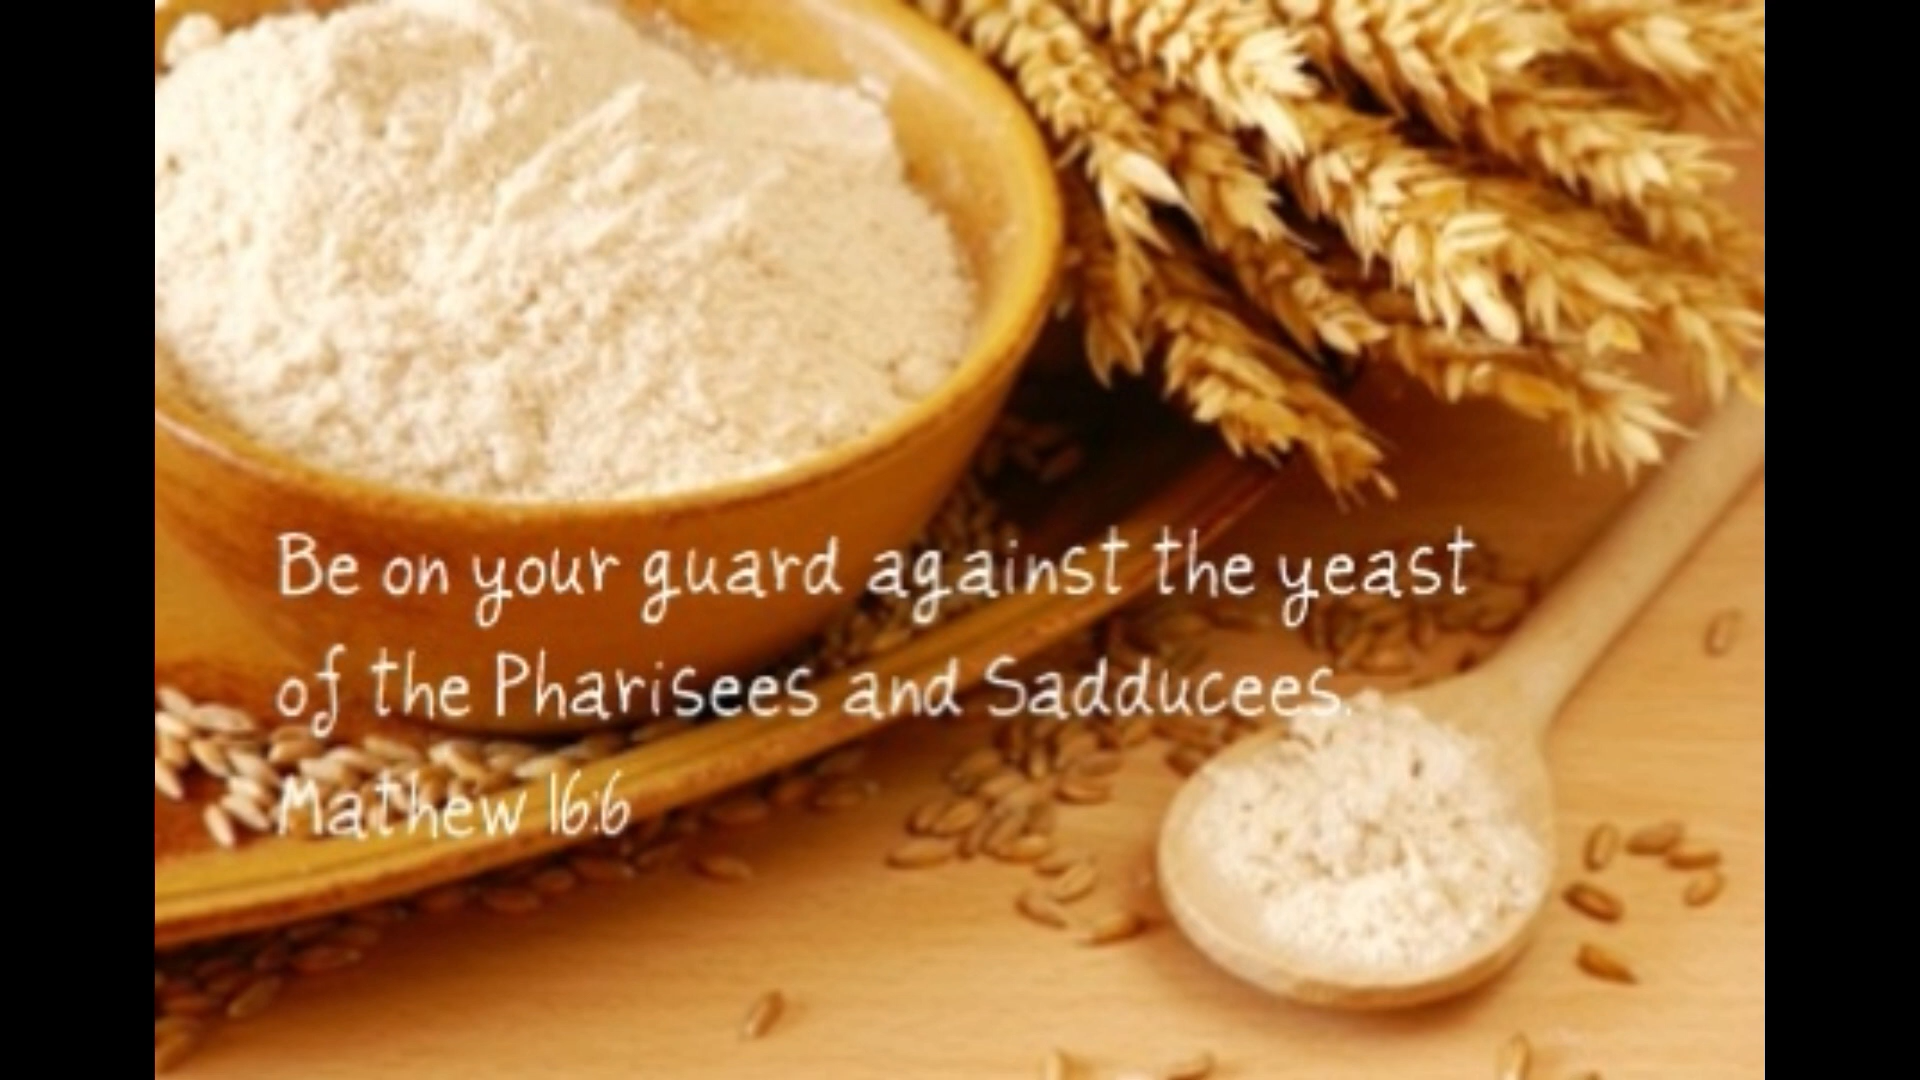 Be on your guard against the yeast
of the Pharisees and Sadducees.
Mathew 16:6